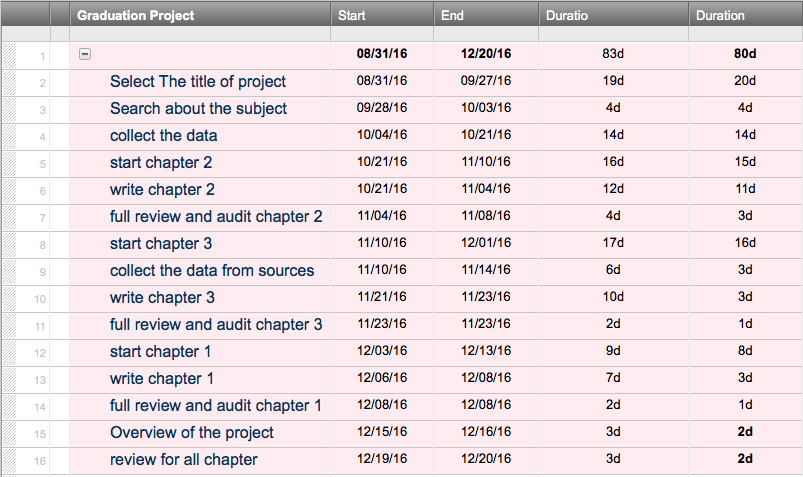 Graduation Project Start End Duratio Duration
1 08/31/16 12/20/16 83d 80d
2 Select The title of project 08/31/16 09/27/16 19d 20d
3 Search about the subject 09/28/16 10/03/16 4d 4d
4 collect the data 10/04/16 10/21/16 14d 14d
5 start chapter 2 10/21/16 11/10/16 16d 15d
6 write chapter 2 10/21/16 11/04/16 12d 11d
7 full review and audit chapter 2 11/04/16 11/08/16 4d 3d
8 start chapter 3 11/10/16 12/01/16 17d 16d
9 collect the data from sources 11/10/16 11/14/16 6d 3d
10 write chapter 3 11/21/16 11/23/16 10d 3d
11 full review and audit chapter 3 11/23/16 11/23/16 2d 1d
12 start chapter 1 12/03/16 12/13/16 9d 8d
13 write chapter 1 12/06/16 12/08/16 7d 3d
14 full review and audit chapter 1 12/08/16 12/08/16 2d 1d
15 Overview of the project 12/15/16 12/16/16 3d 2d
16 review for all chapter 12/19/16 12/20/16 3d 2d